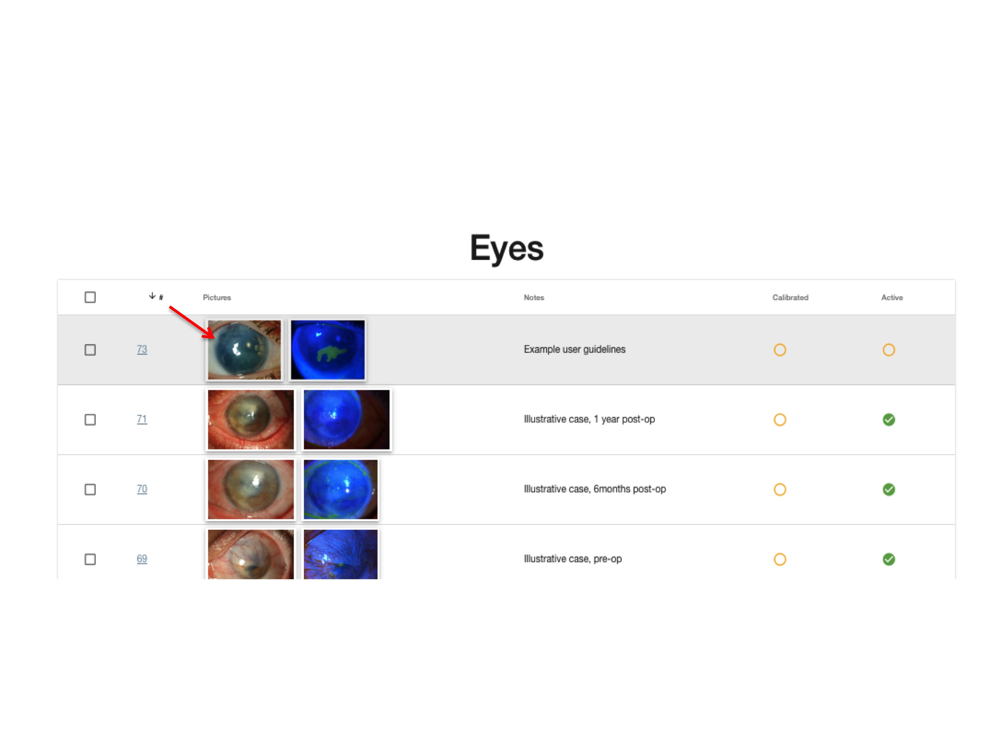 Eyes
# Pictures Notes Calibrated Active
73 Example user guidelines
71 Illustrative case, 1 year post-op
70 Illustrative case, 6months post-op
69 Illustrative case, pre-op